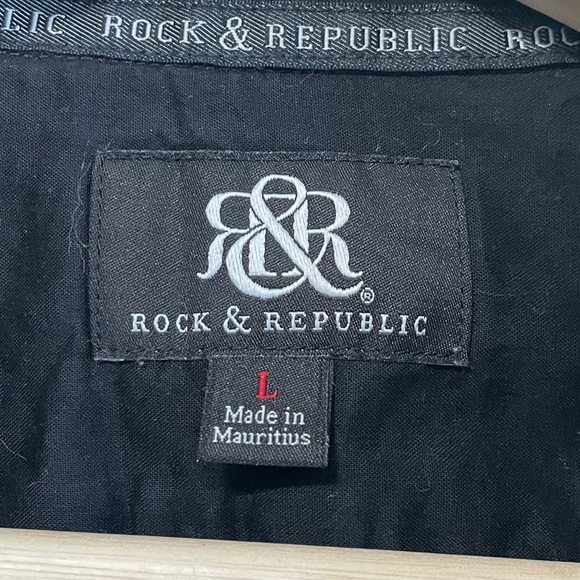 LIC ROCK & REPUBLIC ROC
R&R®
ROCK & REPUBLIC
L
Made in
Mauritius